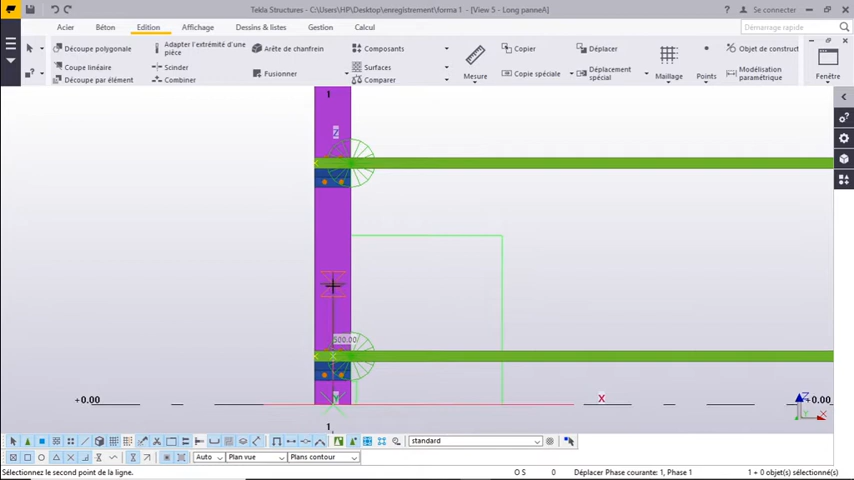 Tekla Structures - C:\Users\HP\Desktop\enregistrement\forma 1 - [View 5 - Long panneA]
Se connecter
Acier Béton Edition Affichage Dessins & listes Gestion Calcul
Démarrage rapide
Découpe polygonale
Coupe linéaire
Découpe par élément
Adapter l'extrémité d'une pièce
Scinder
Combiner
Arête de chanfrein
Fusionner
Composants
Surfaces
Comparer
Mesure
Copier
Copie spéciale
Déplacer
Déplacement spécial
Maillage
Points
Objet de construct
Modélisation paramétrique
Fenêtre
1
Z
500.00
Y
X
+0.00
+0.00
X
1
standard
Auto Plan vue Plans contour
Sélectionnez le second point de la ligne.
O S 0 Déplacer Phase courante: 1, Phase 1 1 + 0 objet(s) sélectionné(s)